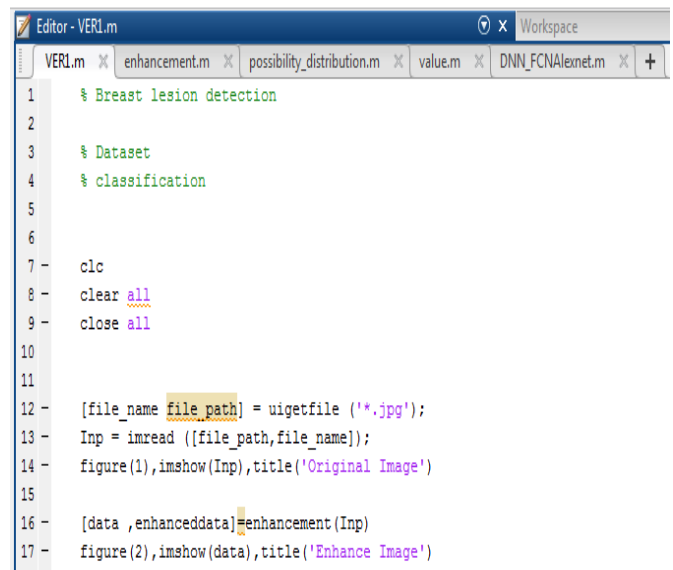 Editor - VER1.m
Workspace
VER1.m enhancement.m possibility_distribution.m value.m DNN_FCNAlexnet.m +
1 % Breast lesion detection
2
3 % Dataset
4 % classification
5
6
7 - clc
8 - clear all
9 - close all
10
11
12 - [file_name file_path] = uigetfile ('*.jpg');
13 - Inp = imread ([file_path,file_name]);
14 - figure(1),imshow(Inp),title('Original Image')
15
16 - [data ,enhanceddata]=enhancement(Inp)
17 - figure(2),imshow(data),title('Enhance Image')